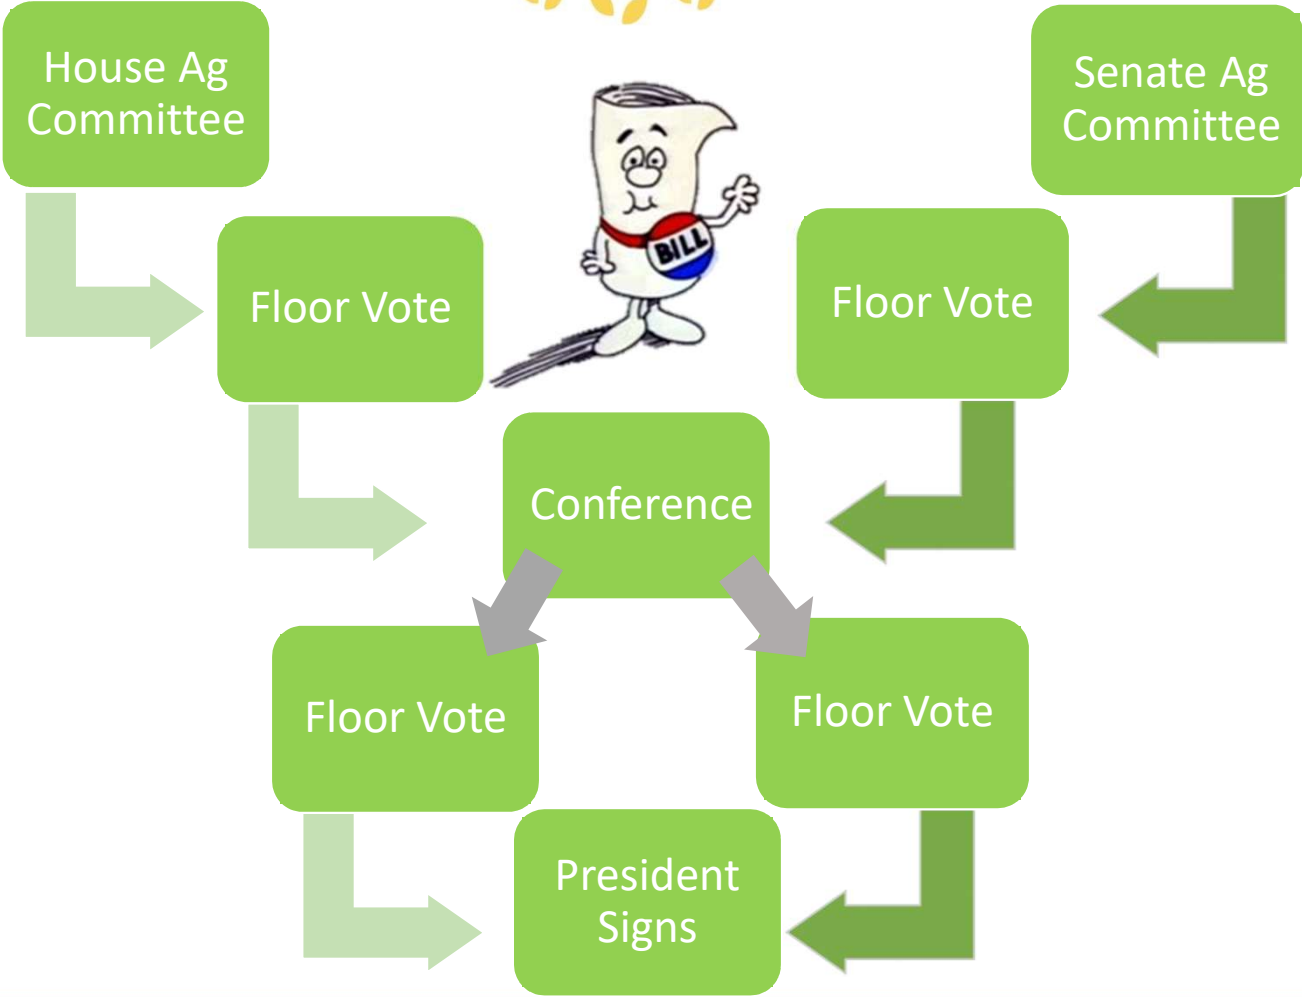 House Ag
Committee
Senate Ag
Committee
BILL
Floor Vote
Floor Vote
Conference
Floor Vote
Floor Vote
President
Signs